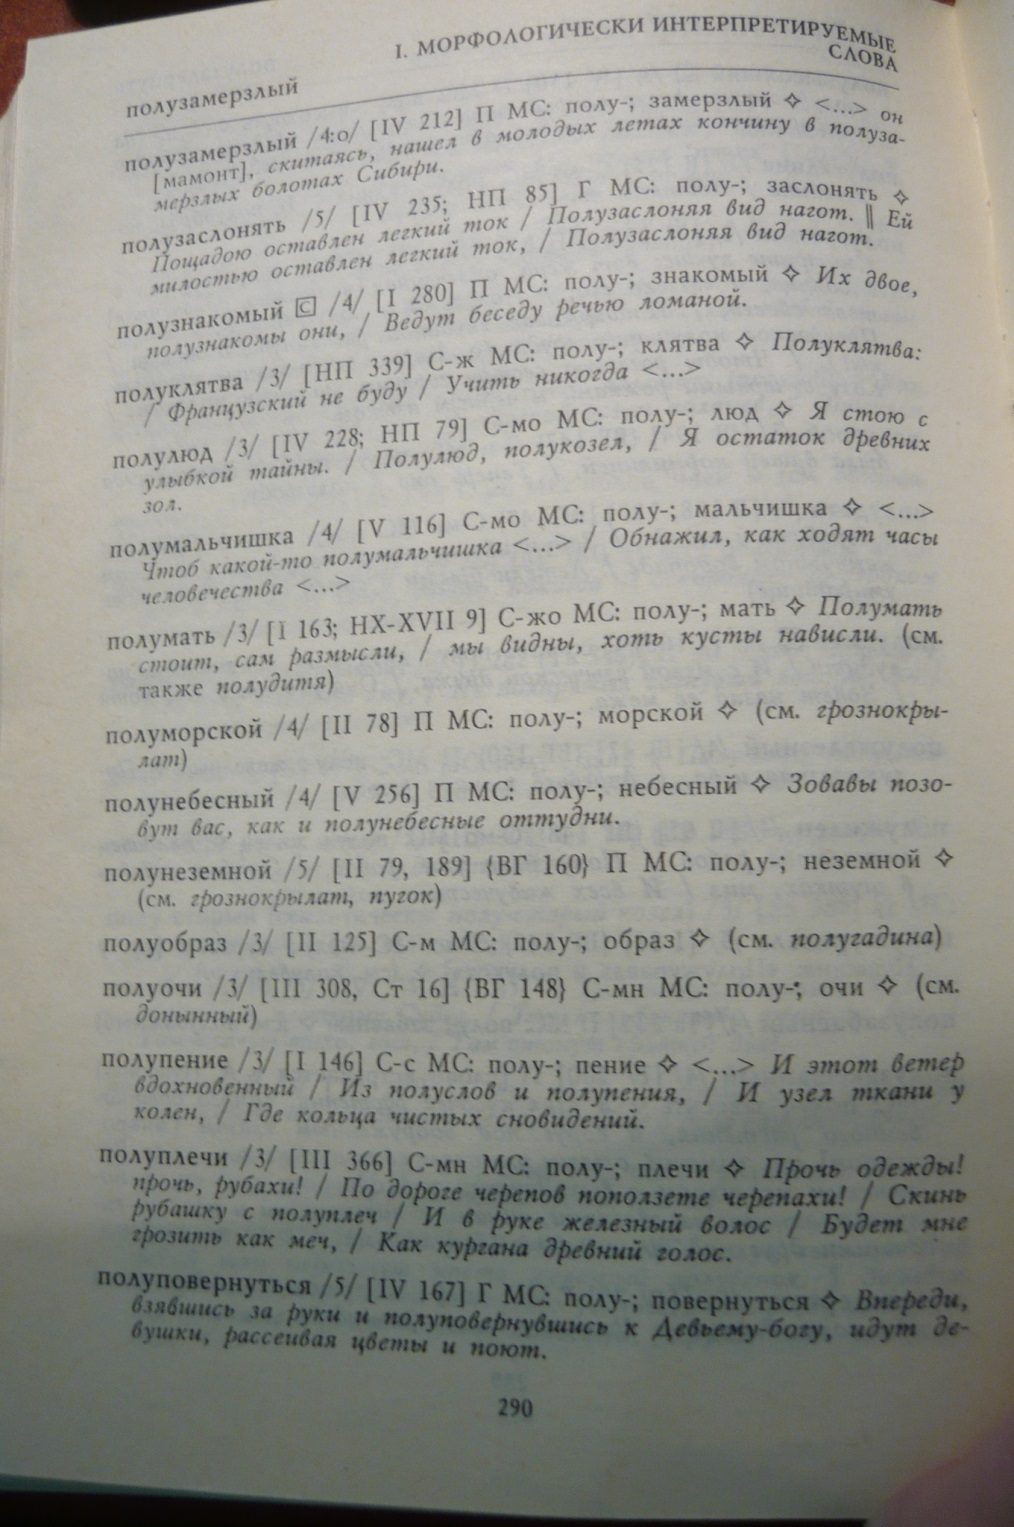 полузамерзлый
I. МОРФОЛОГИЧЕСКИ ИНТЕРПРЕТИРУЕМЫЕ
СЛОВА
полузамерзлый /4:о/ [IV 212] П МС: полу-; замерзлый ✧ <...> он
[мамонт], скитаясь, нашел в молодых летах кончину в полуза-
мерзлых болотах Сибири.
полузаслонять /5/ [IV 235; НП 85] Г МС: полу-; заслонять ✧
Пощадою оставлен легкий ток / Полузаслоняя вид нагот. ‖ Ей
милостью оставлен легкий ток, / Полузаслоняя вид нагот.
полузнакомый [С] /4/ [I 280] П МС: полу-; знакомый ✧ Их двое,
полузнакомы они, / Ведут беседу речью ломаной.
полуклятва /3/ [НП 339] С-ж МС: полу-; клятва ✧ Полуклятва:
/ Французский не буду / Учить никогда <...>
полулюд /3/ [IV 228; НП 79] С-мо МС: полу-; люд ✧ Я стою с
улыбкой тайны. / Полулюд, полукозел, / Я остаток древних
зол.
полумальчишка /4/ [V 116] С-мо МС: полу-; мальчишка ✧ <...>
Чтоб какой-то полумальчишка <...> / Обнажил, как ходят часы
человечества <...>
полумать /3/ [I 163; НХ-XVII 9] С-жо МС: полу-; мать ✧ Полумать
стоит, сам размысли, / мы видны, хоть кусты нависли. (см.
также полудитя)
полуморской /4/ [II 78] П МС: полу-; морской ✧ (см. грознокры-
лат)
полунебесный /4/ [V 256] П МС: полу-; небесный ✧ Зовавы позо-
вут вас, как и полунебесные оттудни.
полунеземной /5/ [II 79, 189] {ВГ 160} П МС: полу-; неземной ✧
(см. грознокрылат, пугок)
полуобраз /3/ [II 125] С-м МС: полу-; образ ✧ (см. полугадина)
полуочи /3/ [III 308, Ст 16] {ВГ 148} С-мн МС: полу-; очи ✧ (см.
донынный)
полупение /3/ [I 146] С-с МС: полу-; пение ✧ <...> И этот ветер
вдохновенный / Из полуслов и полупения, / И узел ткани у
колен, / Где кольца чистых сновидений.
полуплечи /3/ [III 366] С-мн МС: полу-; плечи ✧ Прочь одежды!
прочь, рубахи! / По дороге черепов поползете черепахи! / Скинь
рубашку с полуплеч / И в руке железный волос / Будет мне
грозить как меч, / Как кургана древний голос.
полуповернуться /5/ [IV 167] Г МС: полу-; повернуться ✧ Впереди,
взявшись за руки и полуповернувшись к Девьему-богу, идут де-
вушки, рассеивая цветы и поют.
290